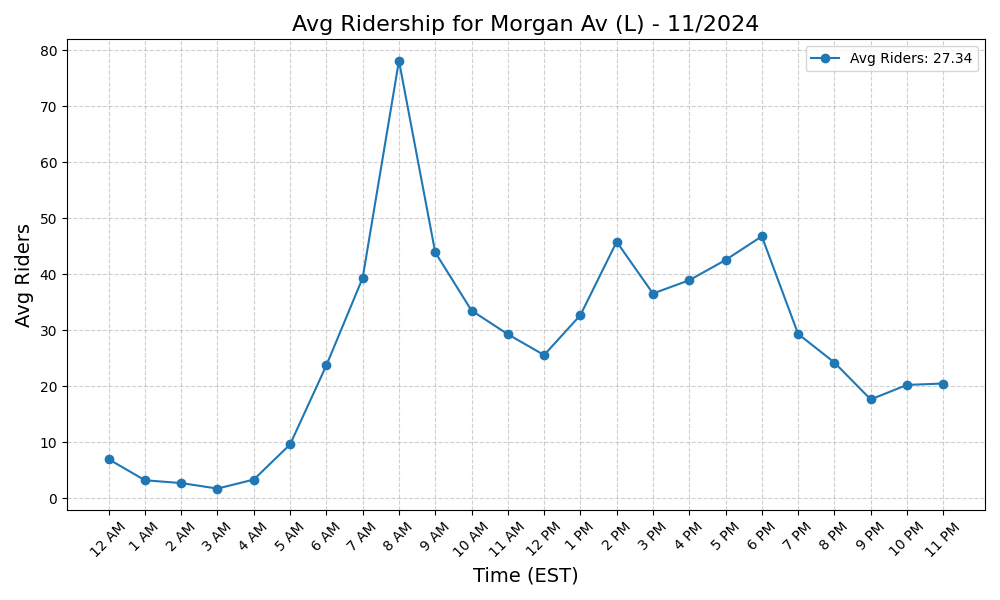 Avg Ridership for Morgan Av (L) - 11/2024
Avg Riders: 27.34
Avg Riders
80
70
60
50
40
30
20
10
0
12 AM
1 AM
2 AM
3 AM
4 AM
5 AM
6 AM
7 AM
8 AM
9 AM
10 AM
11 AM
12 PM
1 PM
2 PM
3 PM
4 PM
5 PM
6 PM
7 PM
8 PM
9 PM
10 PM
11 PM
Time (EST)